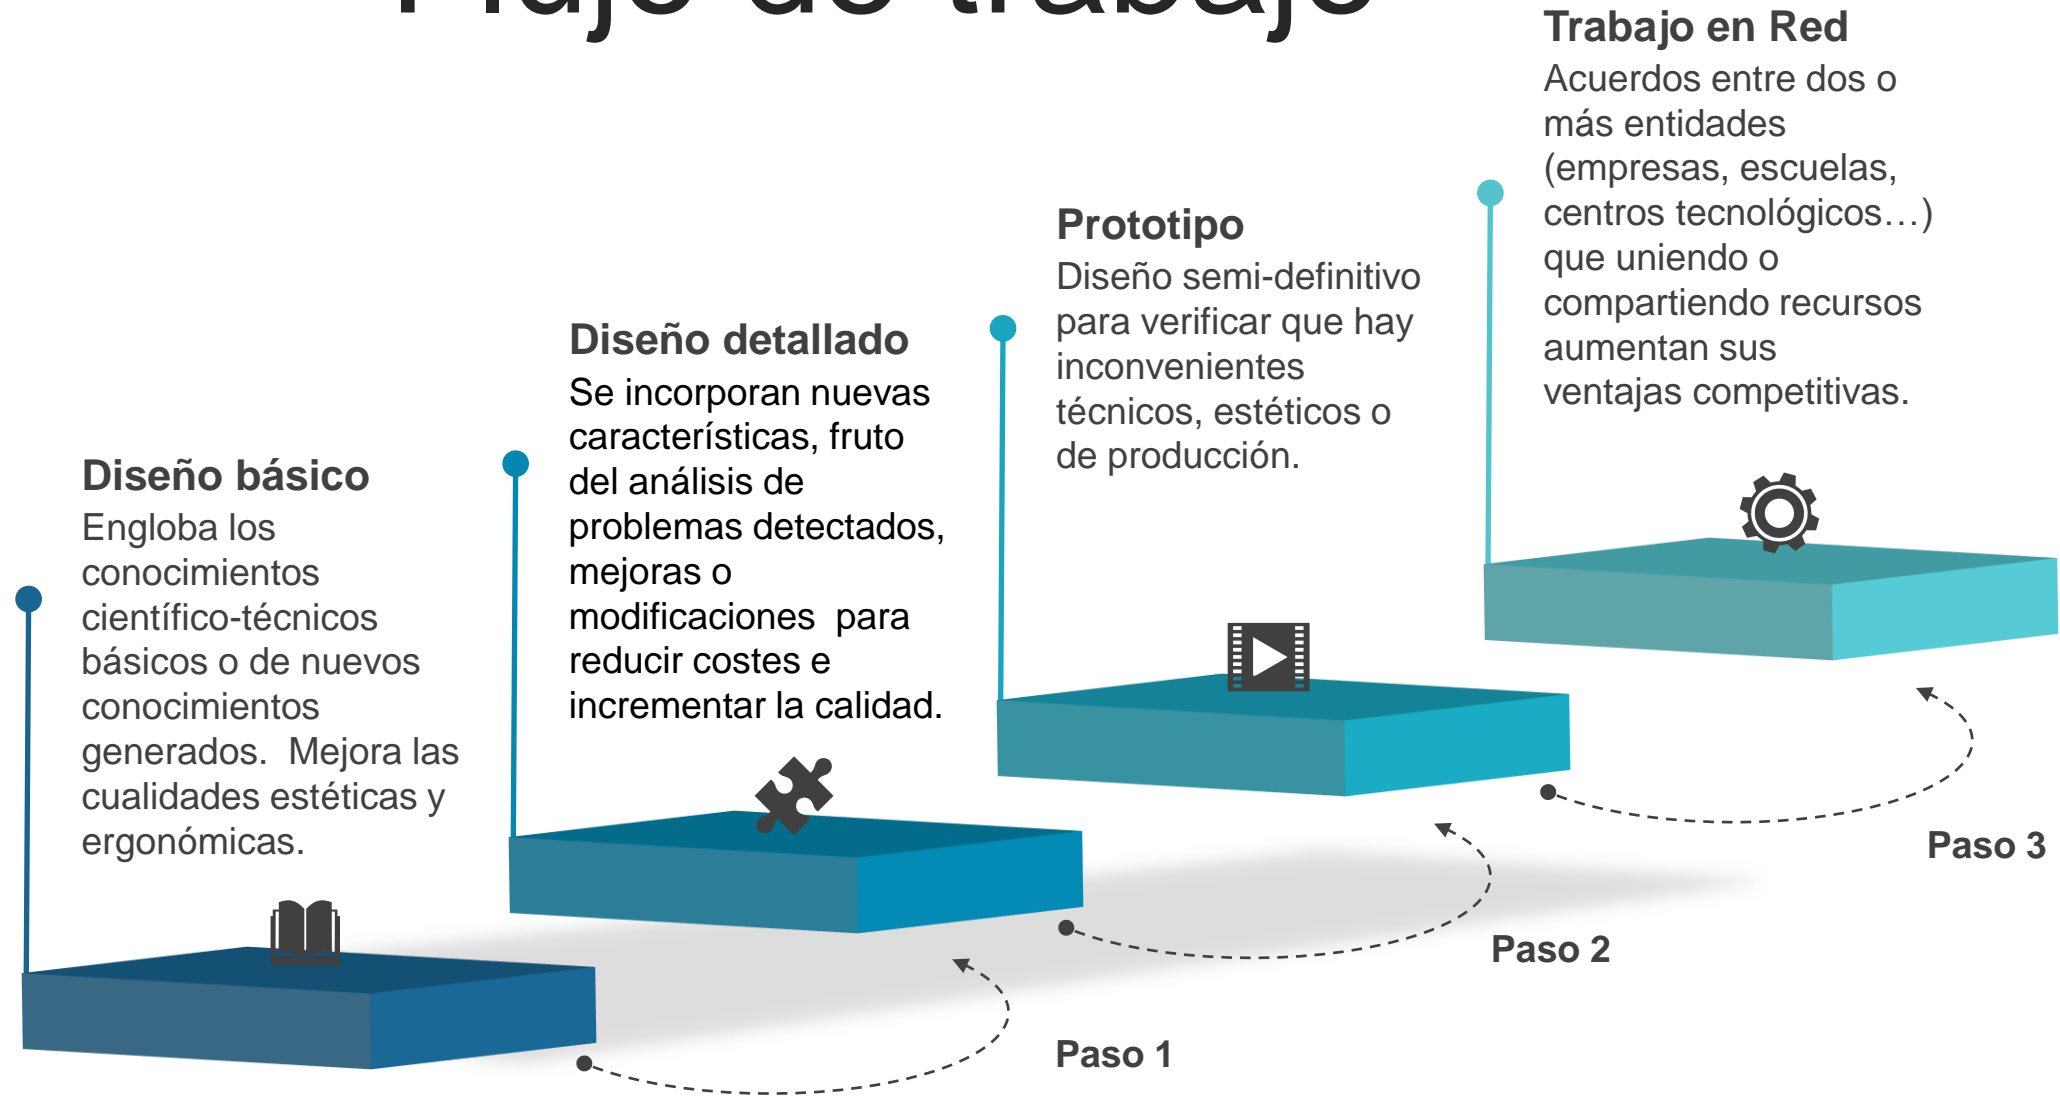 Flujo de trabajo
Diseño básico
Engloba los
conocimientos
científico-técnicos
básicos o de nuevos
conocimientos
generados.  Mejora las
cualidades estéticas y
ergonómicas.
Diseño detallado
Se incorporan nuevas
características, fruto
del análisis de
problemas detectados,
mejoras o
modificaciones  para
reducir costes e
incrementar la calidad.
Prototipo
Diseño semi-definitivo
para verificar que hay
inconvenientes
técnicos, estéticos o
de producción.
Trabajo en Red
Acuerdos entre dos o
más entidades
(empresas, escuelas,
centros tecnológicos…)
que uniendo o
compartiendo recursos
aumentan sus
ventajas competitivas.
Paso 1
Paso 2
Paso 3